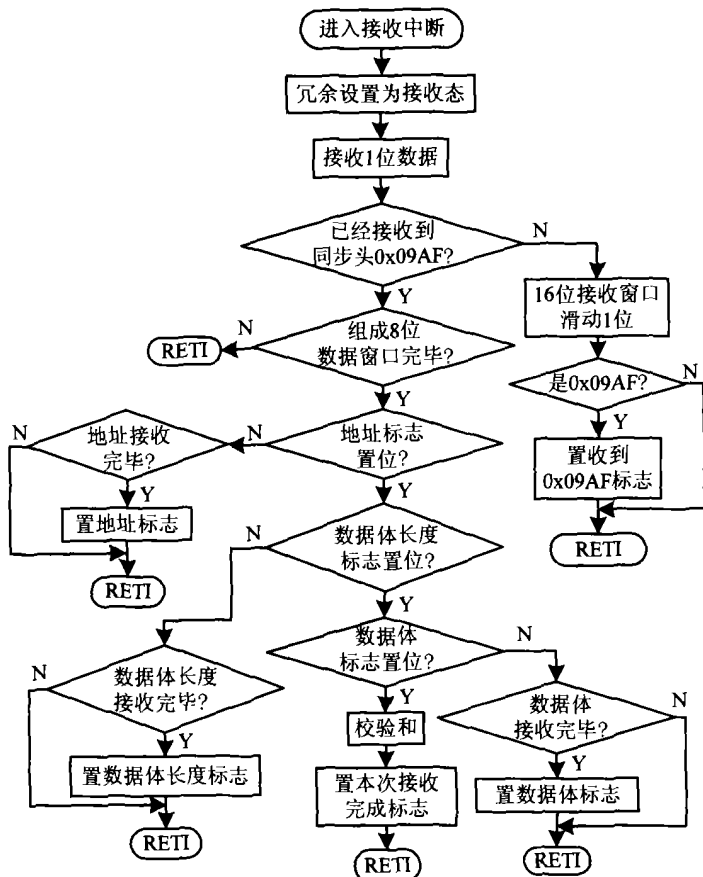 进入接收中断
冗余设置为接收态
接收1位数据
已经接收到
同步头0x09AF?
N
Y
16位接收窗口
滑动1位
组成8位
数据窗口完毕?
N
RETI
Y
是0x09AF?
N
Y
置收到
0x09AF标志
RETI
地址标志
置位?
N
Y
地址接收
完毕?
N
Y
置地址标志
RETI
数据体长度
标志置位?
N
Y
数据体
标志置位?
N
Y
数据体长度
接收完毕?
N
Y
置数据体长度标志
RETI
校验和
置本次接收
完成标志
RETI
数据体
接收完毕?
N
Y
置数据体标志
RETI